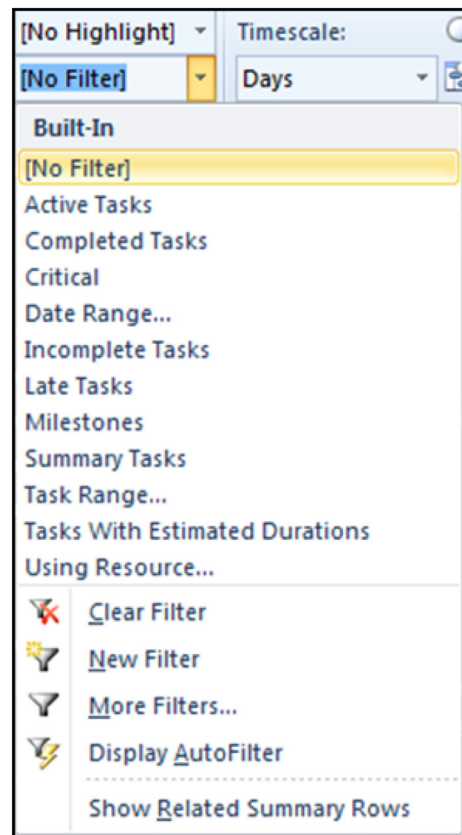 [No Highlight] Timescale:
[No Filter] Days
Built-In
[No Filter]
Active Tasks
Completed Tasks
Critical
Date Range...
Incomplete Tasks
Late Tasks
Milestones
Summary Tasks
Task Range...
Tasks With Estimated Durations
Using Resource...
Clear Filter
New Filter
More Filters...
Display AutoFilter
Show Related Summary Rows